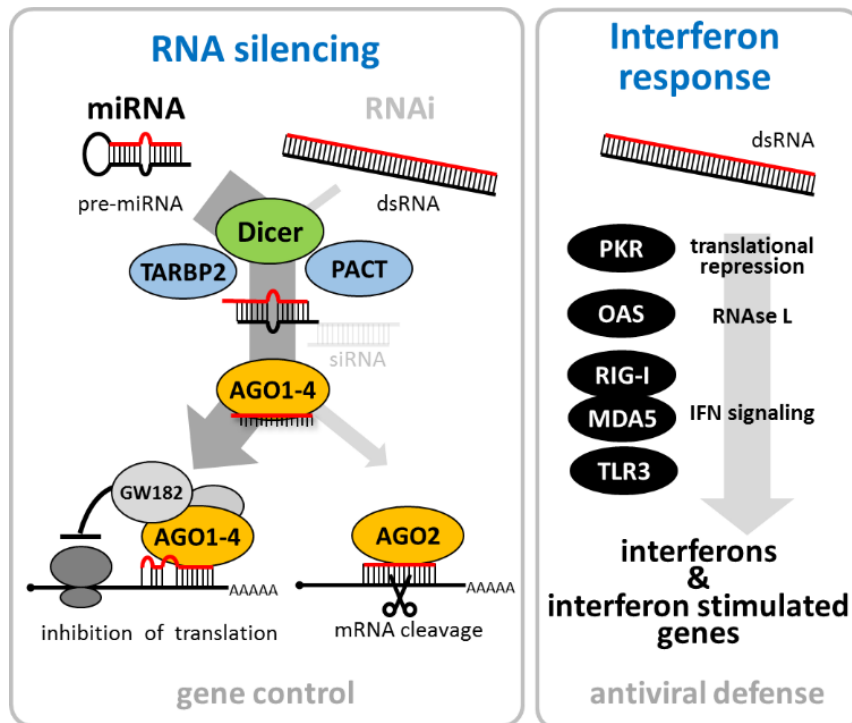 RNA silencing
miRNA
RNAi
pre-miRNA
dsRNA
Dicer
TARBP2
PACT
siRNA
AGO1-4
GW182
AGO1-4
AAAAA
inhibition of translation
AGO2
AAAAA
mRNA cleavage
gene control
Interferon
response
dsRNA
PKR
translational
repression
OAS
RNAse L
RIG-I
MDA5
IFN signaling
TLR3
interferons
&
interferon stimulated
genes
antiviral defense